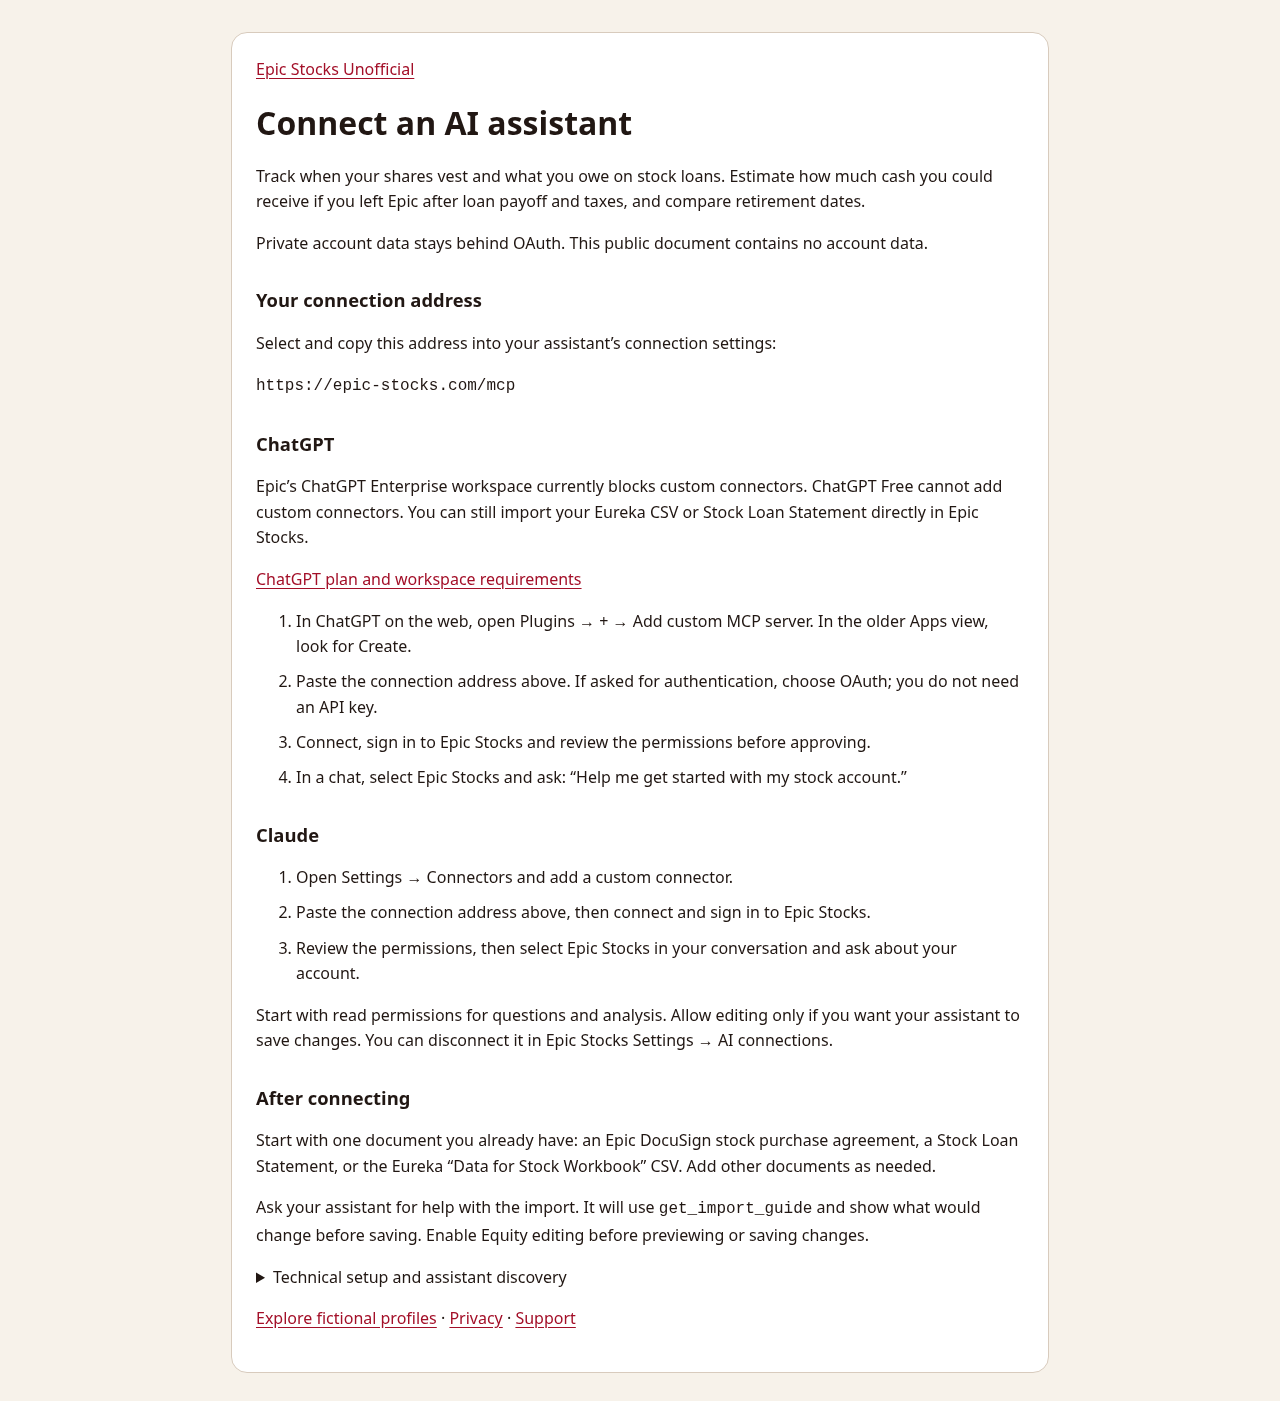 Epic Stocks Unofficial
Connect an AI assistant
Track when your shares vest and what you owe on stock loans. Estimate how much cash you could
receive if you left Epic after loan payoff and taxes, and compare retirement dates.
Private account data stays behind OAuth. This public document contains no account data.
Your connection address
Select and copy this address into your assistant’s connection settings:
https://epic-stocks.com/mcp
ChatGPT
Epic’s ChatGPT Enterprise workspace currently blocks custom connectors. ChatGPT Free cannot add
custom connectors. You can still import your Eureka CSV or Stock Loan Statement directly in Epic
Stocks.
ChatGPT plan and workspace requirements
1. In ChatGPT on the web, open Plugins → + → Add custom MCP server. In the older Apps view,
look for Create.
2. Paste the connection address above. If asked for authentication, choose OAuth; you do not need
an API key.
3. Connect, sign in to Epic Stocks and review the permissions before approving.
4. In a chat, select Epic Stocks and ask: “Help me get started with my stock account.”
Claude
1. Open Settings → Connectors and add a custom connector.
2. Paste the connection address above, then connect and sign in to Epic Stocks.
3. Review the permissions, then select Epic Stocks in your conversation and ask about your
account.
Start with read permissions for questions and analysis. Allow editing only if you want your assistant to
save changes. You can disconnect it in Epic Stocks Settings → AI connections.
After connecting
Start with one document you already have: an Epic DocuSign stock purchase agreement, a Stock Loan
Statement, or the Eureka “Data for Stock Workbook” CSV. Add other documents as needed.
Ask your assistant for help with the import. It will use get_import_guide and show what would
change before saving. Enable Equity editing before previewing or saving changes.
▶ Technical setup and assistant discovery
Explore fictional profiles · Privacy · Support